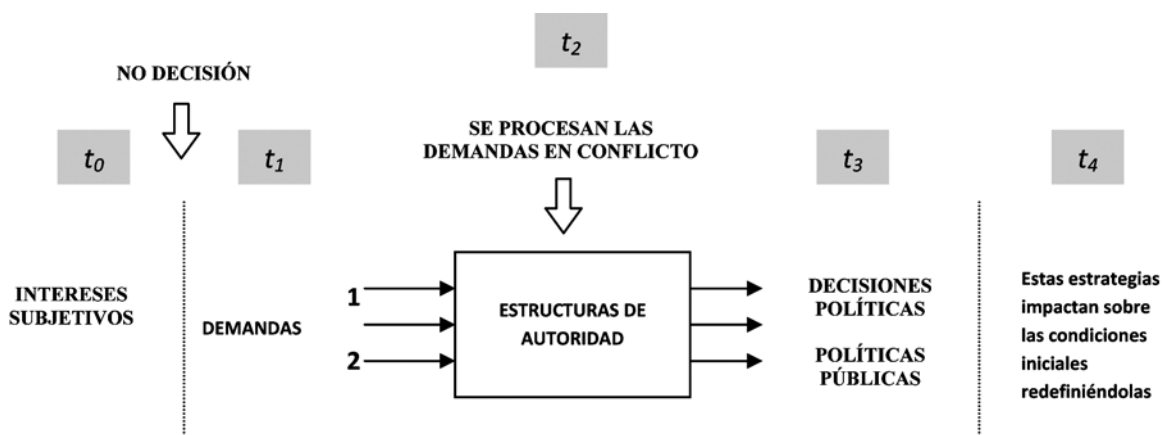 t2
NO DECISIÓN
SE PROCESAN LAS
DEMANDAS EN CONFLICTO
t0
t1
t3
t4
INTERESES
SUBJETIVOS
DEMANDAS
1
2
ESTRUCTURAS DE
AUTORIDAD
DECISIONES
POLÍTICAS
POLÍTICAS
PÚBLICAS
Estas estrategias
impactan sobre
las condiciones
iniciales
redefiniéndolas